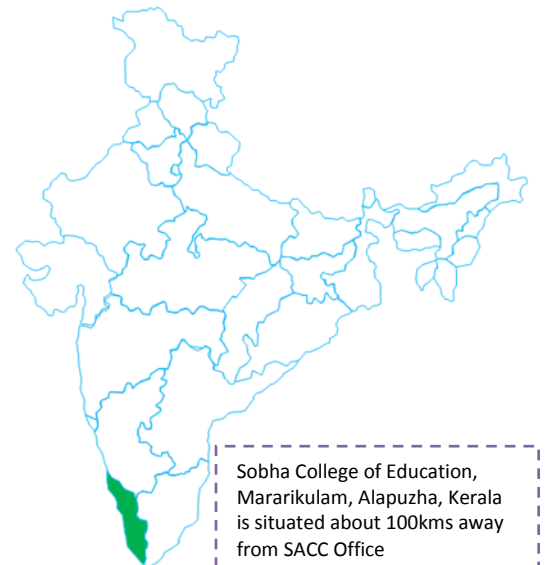 Sobha College of Education,
Mararikulam, Alapuzha, Kerala
is situated about 100kms away
from SACC Office